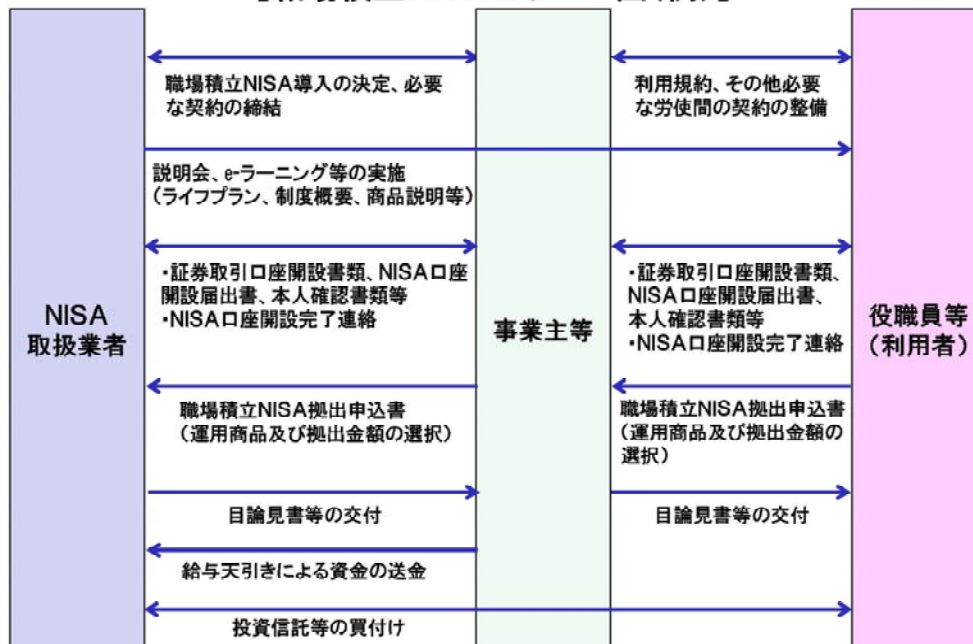 職場積立NISA導入の決定、必要
な契約の締結
利用規約、その他必要
な労使間の契約の整備
説明会、e-ラーニング等の実施
(ライフプラン、制度概要、商品説明等)
・証券取引口座開設書類、NISA口座
開設届出書、本人確認書類等
・NISA口座開設完了連絡
・証券取引口座開設書類、
NISA口座開設届出書、
本人確認書類等
・NISA口座開設完了連絡
NISA
取扱業者
事業主等
役職員等
(利用者)
職場積立NISA拠出申込書
(運用商品及び拠出金額の選択)
職場積立NISA拠出申込書
(運用商品及び拠出金額の
選択)
目論見書等の交付
目論見書等の交付
給与天引きによる資金の送金
投資信託等の買付け